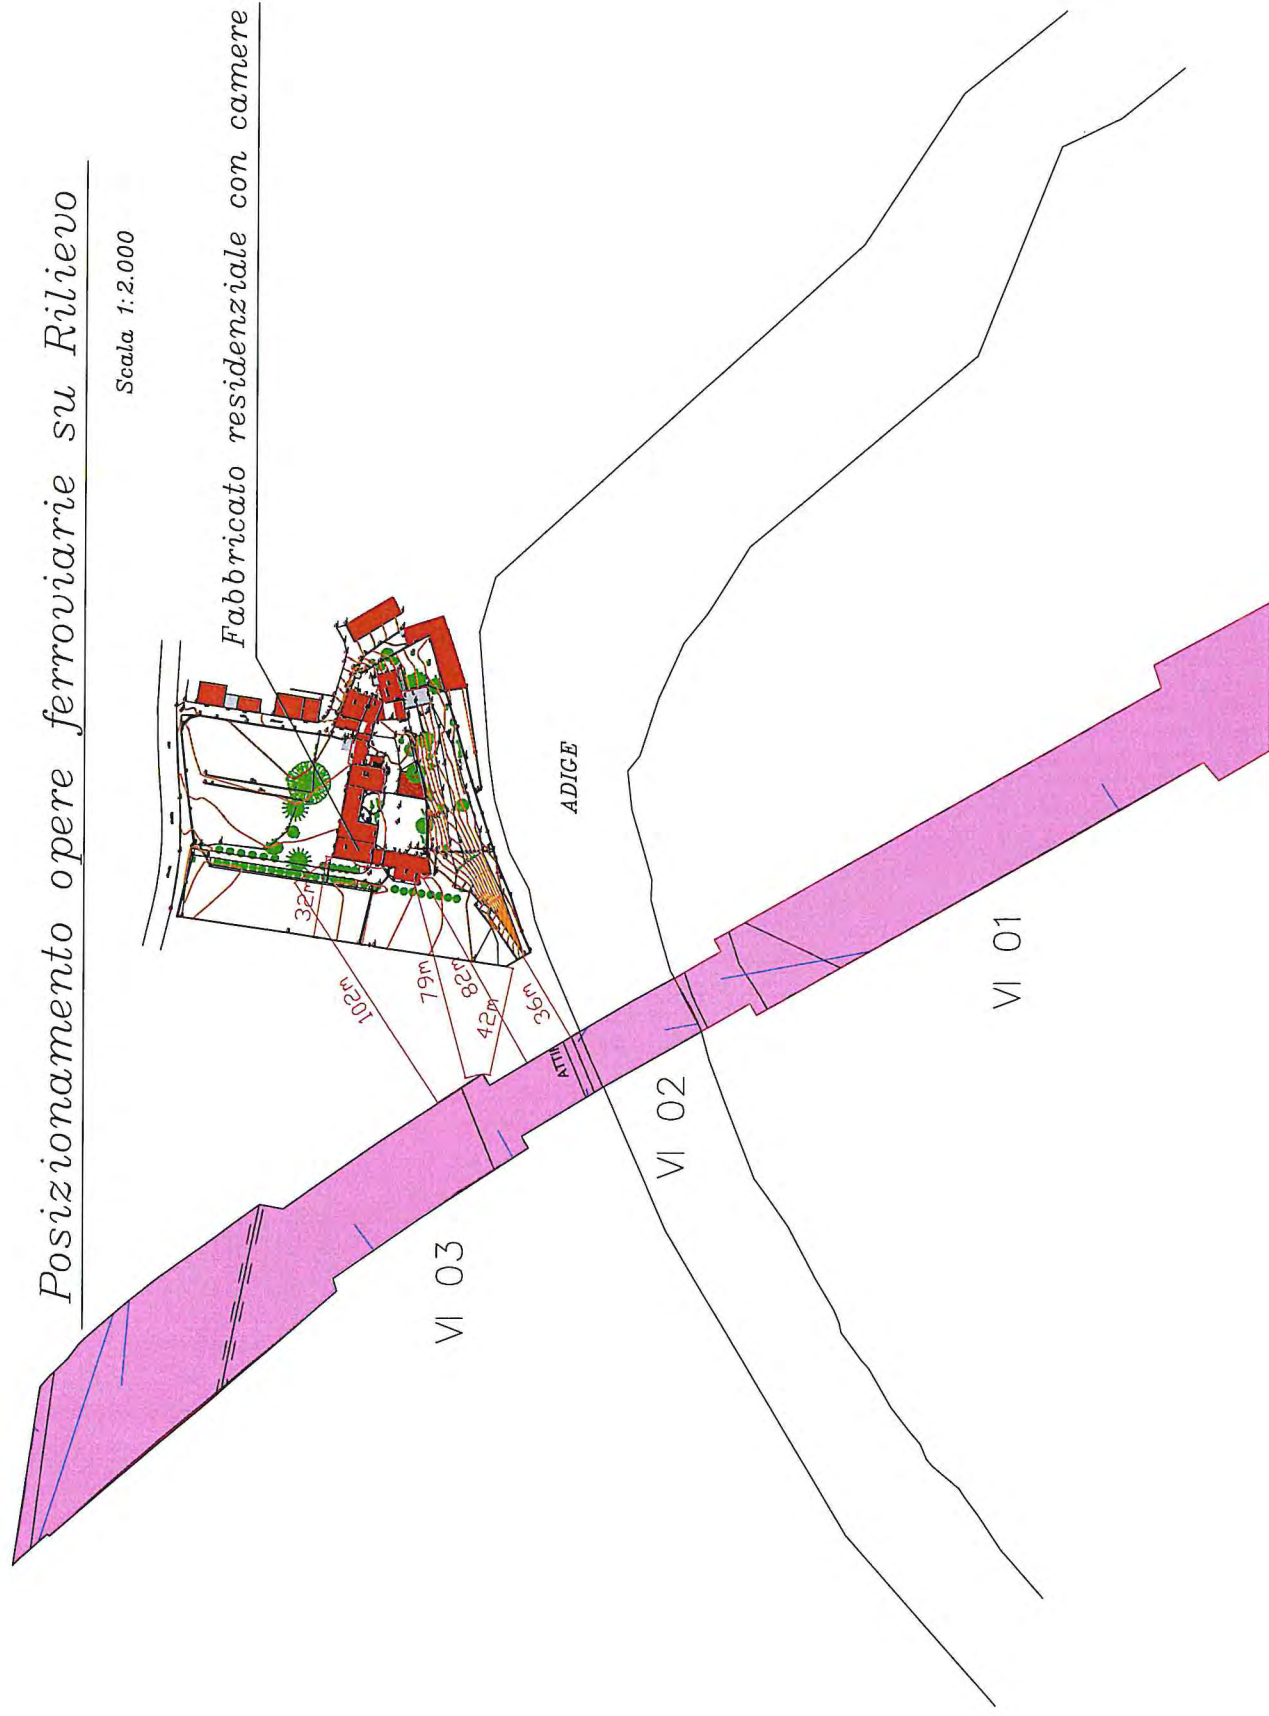 Posizionamento opere ferroviarie su Rilievo
Scala 1:2.000
Fabbricato residenziale con camere
32m
102m
79m
82m
42m
36m
ADIGE
VI 03
VI 02
VI 01